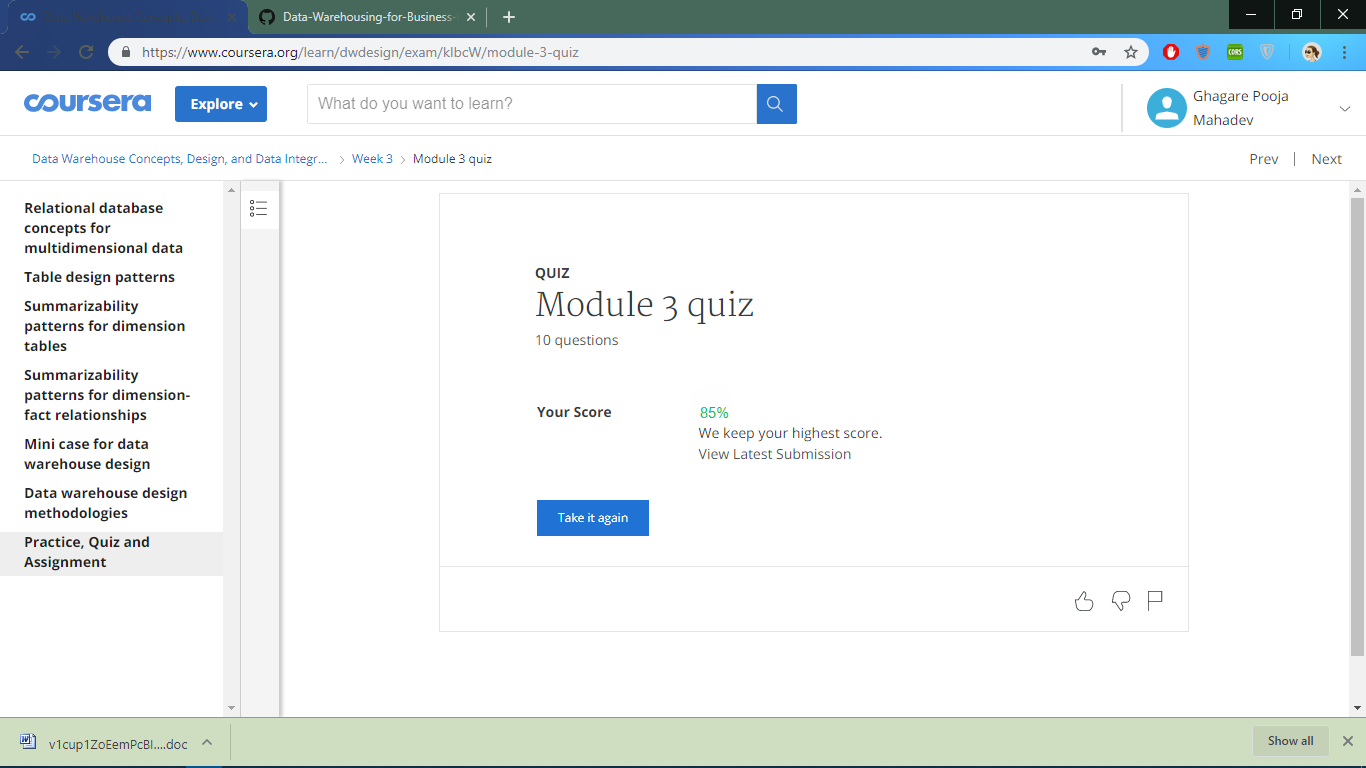 Data-Warehousing-for-Business-
https://www.coursera.org/learn/dwdesign/exam/klbcW/module-3-quiz
CORS
coursera
Explore
What do you want to learn?
Ghagare Pooja
Mahadev
Data Warehouse Concepts, Design, and Data Integr...
Week 3
Module 3 quiz
Prev
Next
Relational database
concepts for
multidimensional data
Table design patterns
Summarizability
patterns for dimension
tables
Summarizability
patterns for dimension-
fact relationships
Mini case for data
warehouse design
Data warehouse design
methodologies
Practice, Quiz and
Assignment
QUIZ
Module 3 quiz
10 questions
Your Score
85%
We keep your highest score.
View Latest Submission
Take it again
v1cup1ZoEemPcBI....doc
Show all